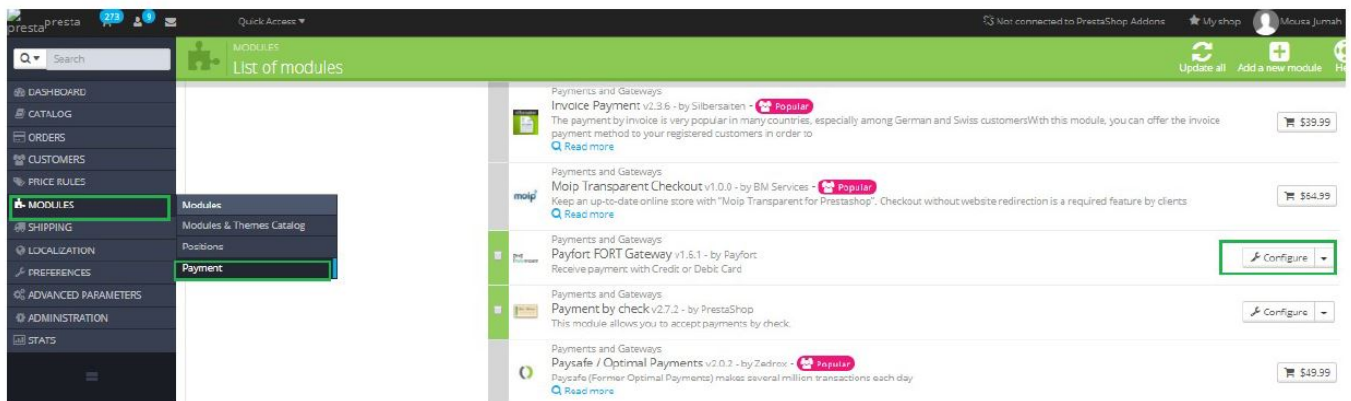 presta presta 273 9 Quick Access Not connected to PrestaShop Addons My shop Mousa Jumah
Search
MODULES
List of modules
Update all Add a new module
DASHBOARD
CATALOG
ORDERS
CUSTOMERS
PRICE RULES
MODULES
SHIPPING
LOCALIZATION
PREFERENCES
ADVANCED PARAMETERS
ADMINISTRATION
STATS
Modules
Modules & Themes Catalog
Positions
Payment
Payments and Gateways
Invoice Payment v2.3.6 - by Silbersaiten - Popular
The payment by invoice is very popular in many countries, especially among German and Swiss customersWith this module, you can offer the invoice
payment method to your registered customers in order to
Read more
$39.99
Payments and Gateways
moip
Moip Transparent Checkout v1.0.0 - by BM Services - Popular
Keep an up-to-date online store with "Moip Transparent for Prestashop". Checkout without website redirection is a required feature by clients
Read more
$64.99
Payments and Gateways
Payfort FORT Gateway v1.6.1 - by Payfort
Receive payment with Credit or Debit Card
Configure
Payments and Gateways
Payment by check v2.7.2 - by PrestaShop
This module allows you to accept payments by check.
Configure
Payments and Gateways
Paysafe / Optimal Payments v2.0.2 - by Zedrox - Popular
Paysafe (Former Optimal Payments) makes several million transactions each day
Read more
$49.99